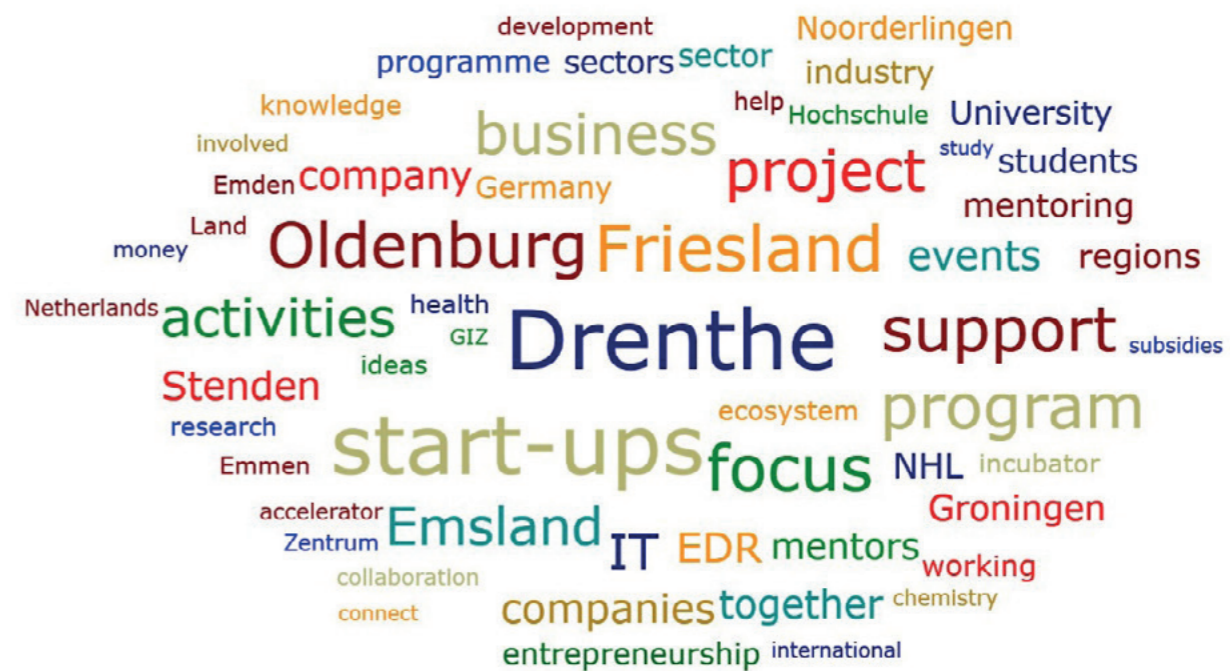 development Noorderlingen
programme sectors sector industry
knowledge help Hochschule University
involved business project study students
Emden company Germany mentoring
Land Oldenburg Friesland events regions
money
Netherlands activities health Drenthe support subsidies
GIZ
ideas
Stenden ecosystem program
research start-ups focus NHL incubator
Emmen
accelerator Emsland IT EDR mentors Groningen
Zentrum working
collaboration companies together chemistry
connect
entrepreneurship international